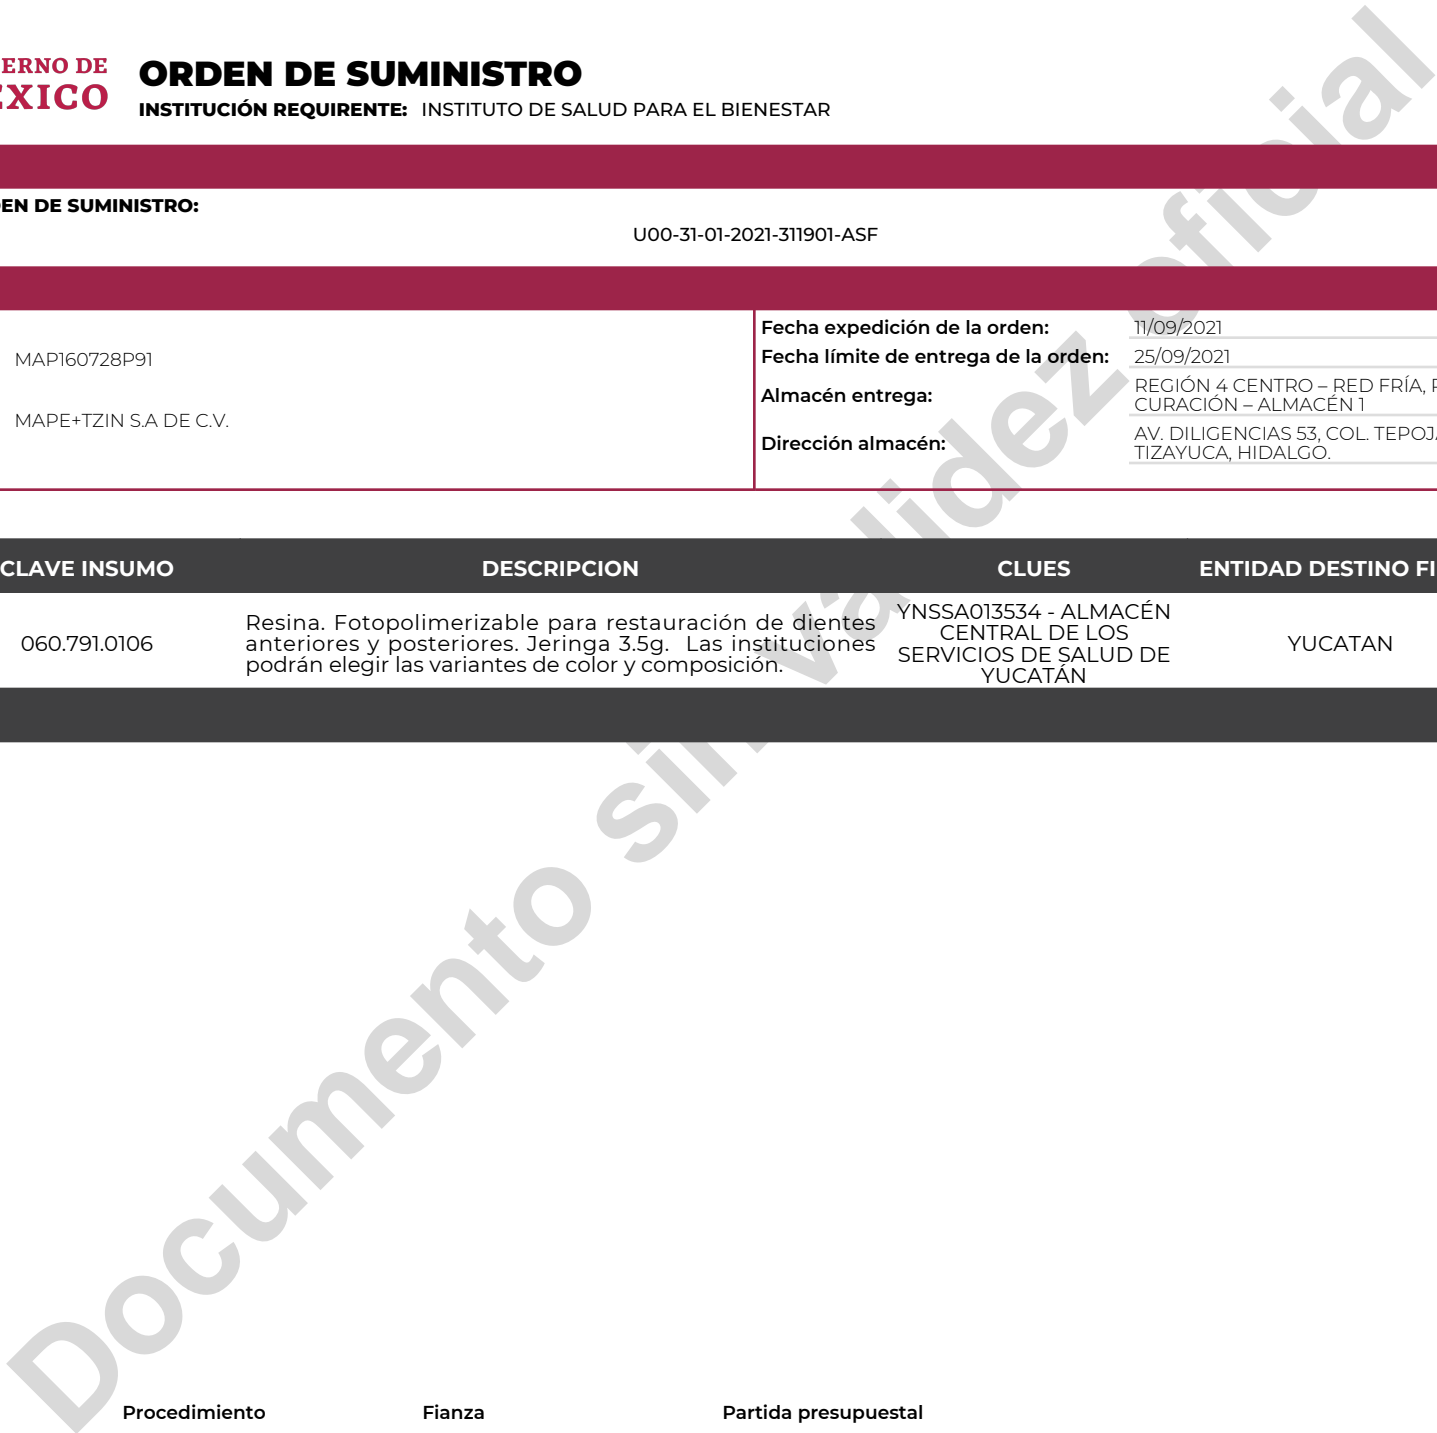 ERNO DE
XICO
ORDEN DE SUMINISTRO
INSTITUCIÓN REQUIRENTE: INSTITUTO DE SALUD PARA EL BIENESTAR
EN DE SUMINISTRO:
U00-31-01-2021-311901-ASF
MAP160728P91
MAPE+TZIN S.A DE C.V.
Fecha expedición de la orden: 11/09/2021
Fecha límite de entrega de la orden: 25/09/2021
Almacén entrega: REGIÓN 4 CENTRO – RED FRÍA,
CURACIÓN – ALMACÉN 1
Dirección almacén: AV. DILIGENCIAS 53, COL. TEPOJ
TIZAYUCA, HIDALGO.
CLAVE INSUMO DESCRIPCION CLUES ENTIDAD DESTINO FI
060.791.0106
Resina. Fotopolimerizable para restauración de dientes
anteriores y posteriores. Jeringa 3.5g. Las instituciones
podrán elegir las variantes de color y composición.
YNSSA013534 - ALMACÉN
CENTRAL DE LOS
SERVICIOS DE SALUD DE
YUCATÁN
YUCATAN
Documento sin validez oficial
Procedimiento Fianza Partida presupuestal